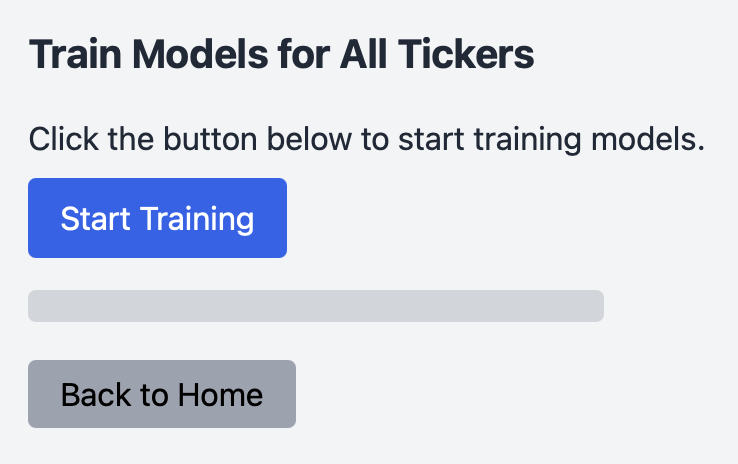 Train Models for All Tickers
Click the button below to start training models.
Start Training
Back to Home